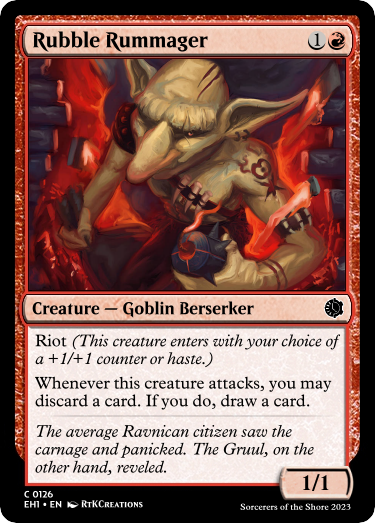 Rubble Rummager 1
Creature — Goblin Berserker
Riot (This creature enters with your choice of
a +1/+1 counter or haste.)
Whenever this creature attacks, you may
discard a card. If you do, draw a card.
The average Ravnican citizen saw the
carnage and panicked. The Gruul, on the
other hand, reveled.
1/1
C 0126
EH1 • EN RtKCreations
Sorcerers of the Shore 2023